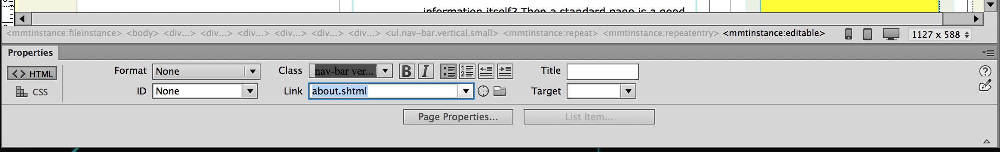 information itself? Then a standard page is a good
<mmtinstance:fileinstance> <body> <div...> <div...> <div...> <div...> <div...> <div...> <ul.nav-bar.vertical.small> <mmtinstance:repeat> <mmtinstance:repeatentry> <mmtinstance:editable> 1127 x 588
Properties
<> HTML Format None Class nav-bar ver... B I Title
CSS ID None Link about.shtml Target
Page Properties... List Item...